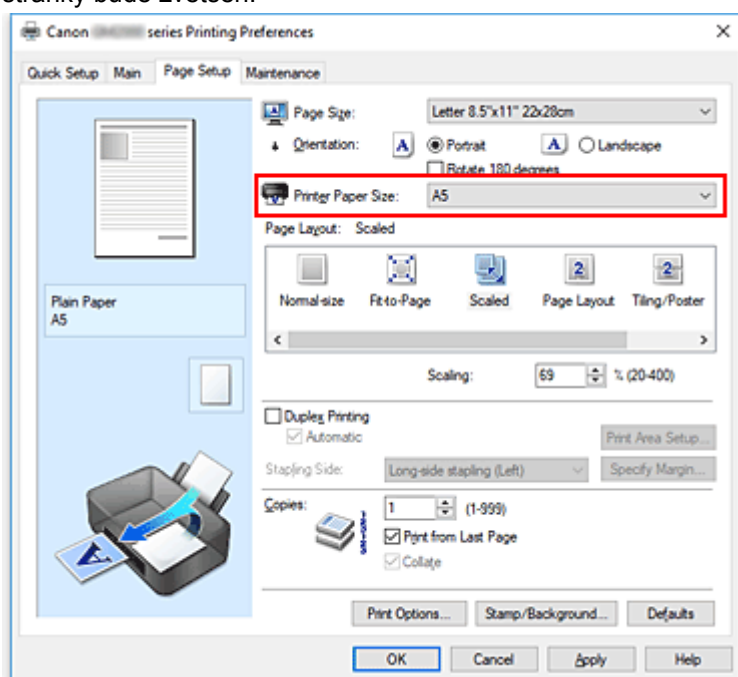 stránky bude zvětšen.
Canon series Printing Preferences
Quick Setup Main Page Setup Maintenance
Page Size: Letter 8.5"x11" 22x28cm
Orientation: A Portrait A Landscape
Rotate 180 degrees
Printer Paper Size: A5
Page Layout: Scaled
Normal-size Fit-to-Page Scaled Page Layout Tiling/Poster
Plain Paper
A5
Scaling: 69 % (20-400)
Duplex Printing
Automatic
Print Area Setup...
Stapling Side: Long-side stapling (Left) Specify Margin...
Copies: 1 (1-999)
Print from Last Page
Collate
Print Options... Stamp/Background... Defaults
OK Cancel Apply Help